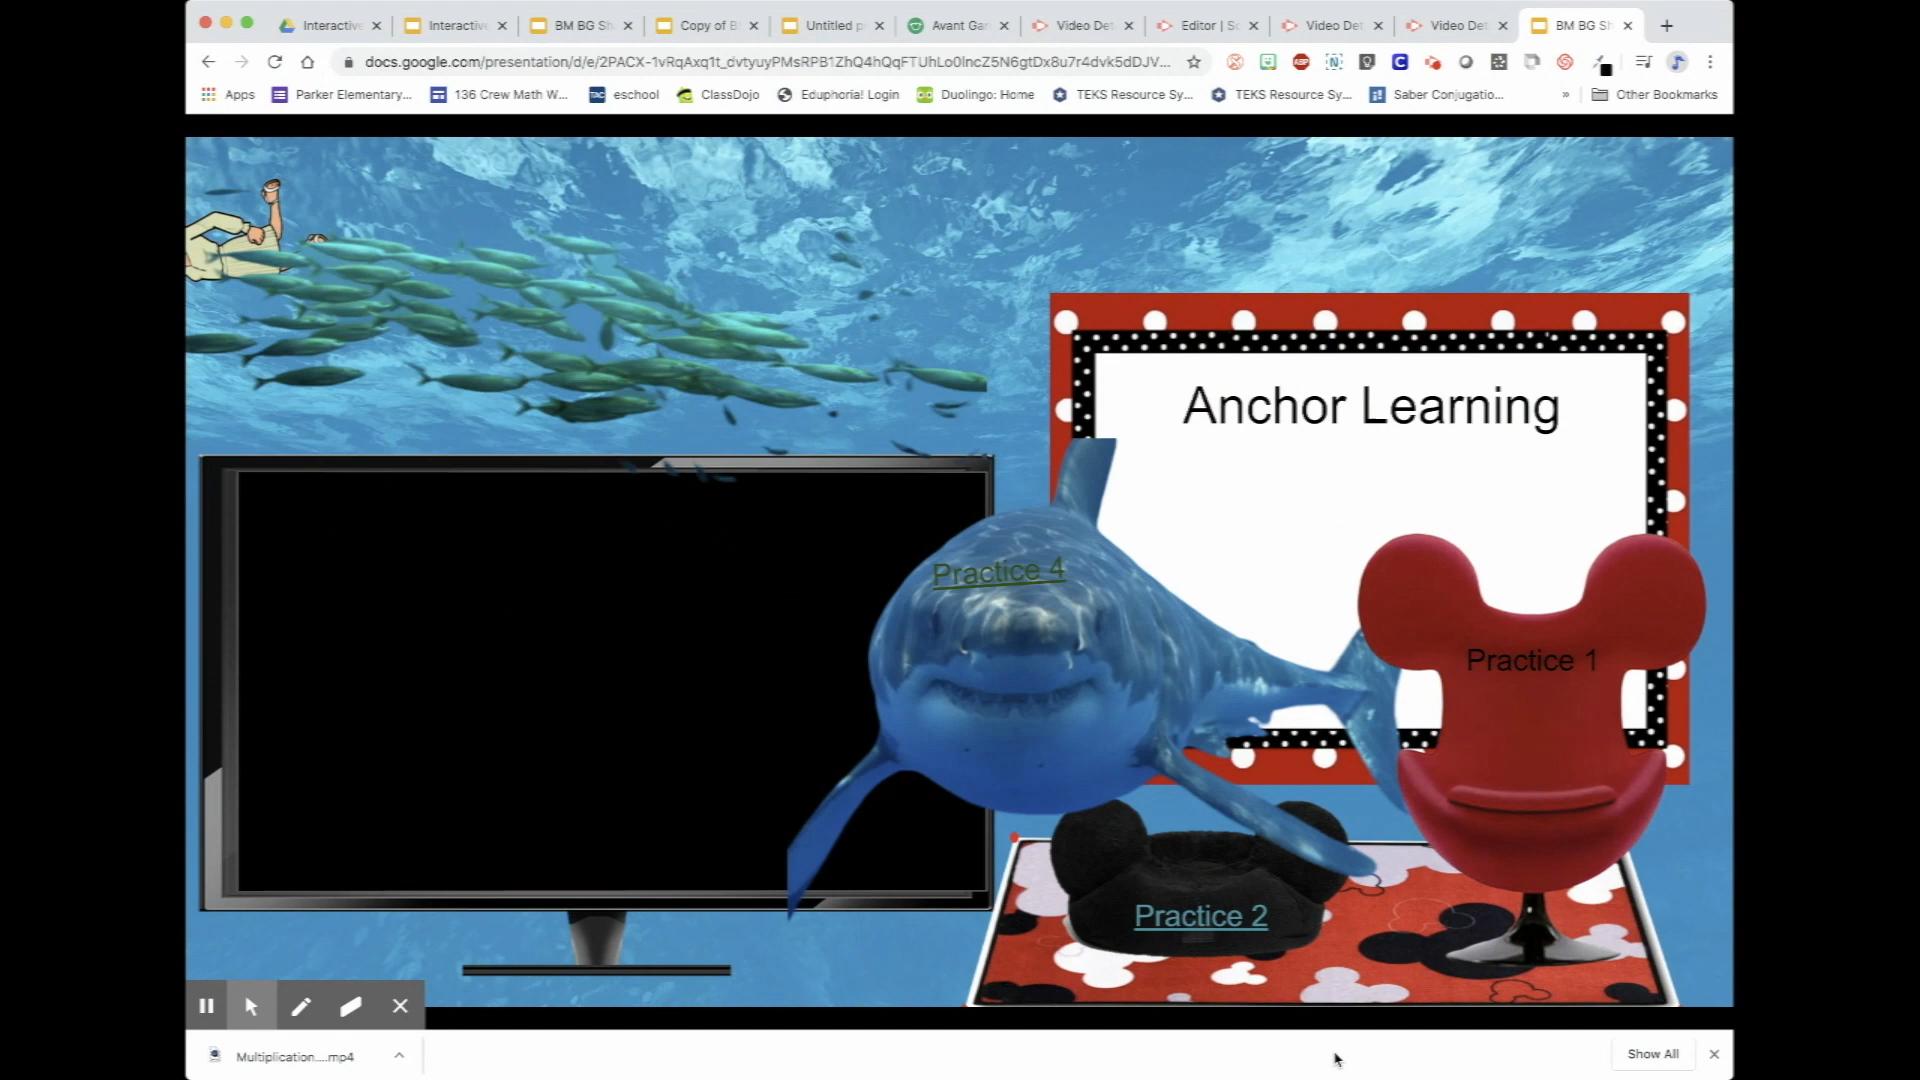 Interactive
Interactive
BM BG Sh
Copy of B
Untitled p
Avant Gar
Video Det
Editor | Sc
Video Det
Video Det
BM BG Sh
docs.google.com/presentation/d/e/2PACX-1vRqAxq1t_dvtyuyPMsRPB1ZhQ4hQqFTUhLo0IncZ5N6gtDx8u7r4dvk5dDJV...
ABP
Apps
Parker Elementary...
136 Crew Math W...
TAC
eschool
ClassDojo
Eduphoria! Login
Duolingo: Home
TEKS Resource Sy...
TEKS Resource Sy...
Saber Conjugatio...
»
Other Bookmarks
Anchor Learning
Practice 4
Practice 1
Practice 2
Multiplication....mp4
Show All